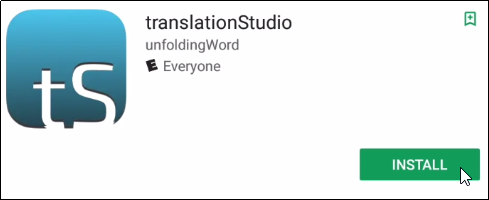 tS
translationStudio
unfoldingWord
E Everyone
INSTALL